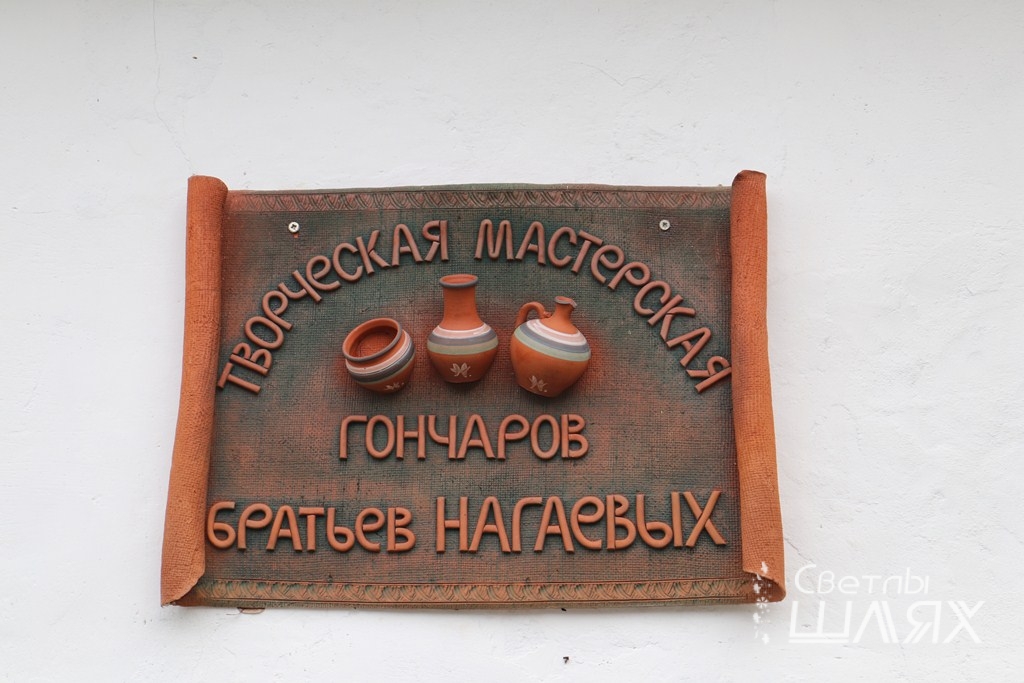 ТВОРЧЕСКАЯ МАСТЕРСКАЯ
ГОНЧАРОВ
БРАТЬЕВ НАГАЕВЫХ
Светлы
шлях